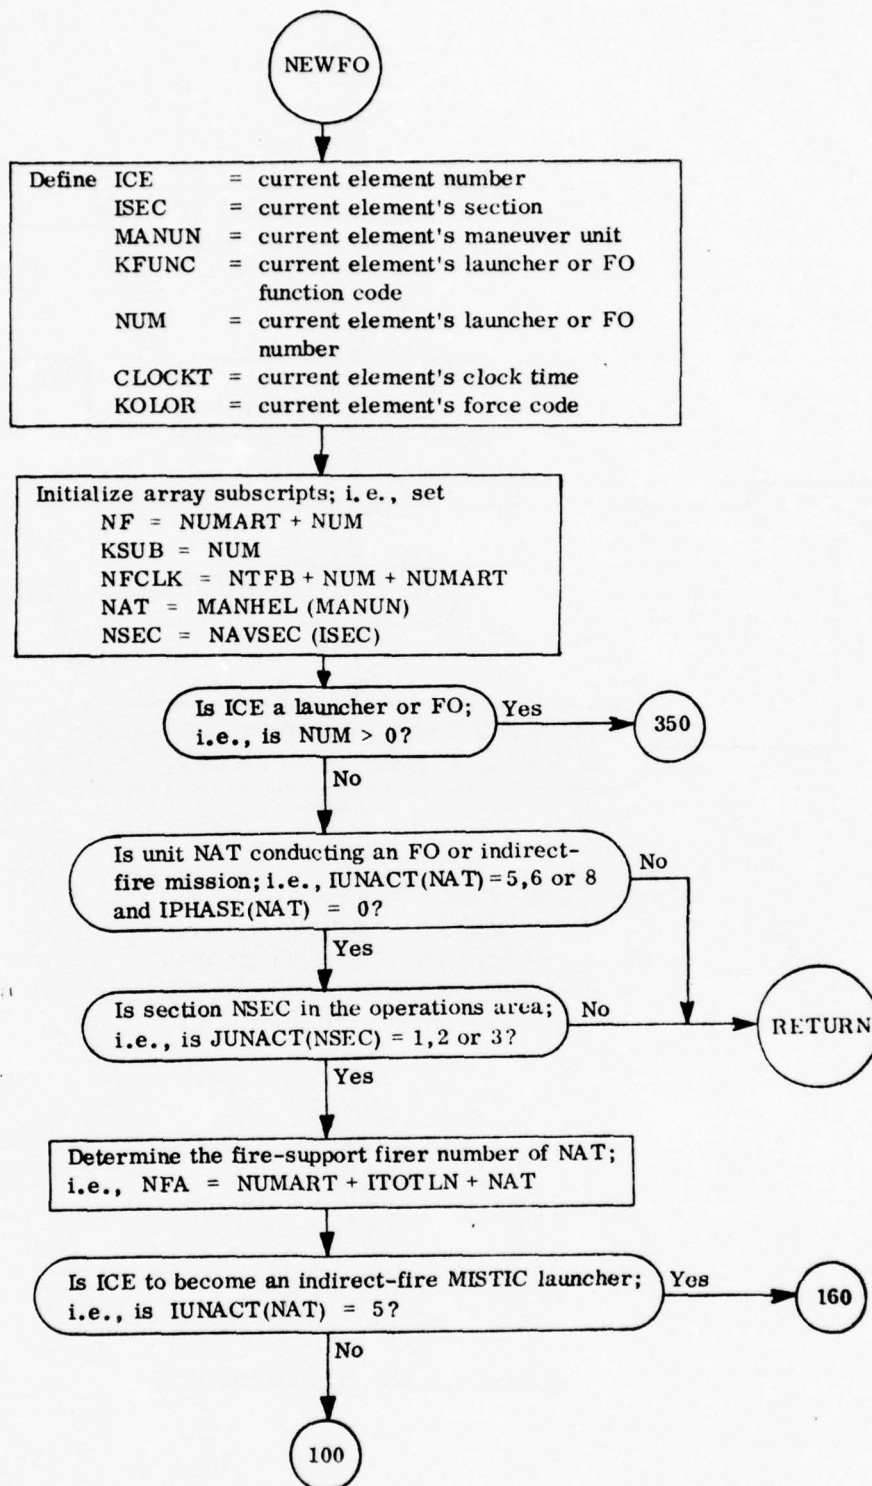 NEWFO
Define ICE = current element number
ISEC = current element's section
MANUN = current element's maneuver unit
KFUNC = current element's launcher or FO
function code
NUM = current element's launcher or FO
number
CLOCKT = current element's clock time
KOLOR = current element's force code
Initialize array subscripts; i.e., set
NF = NUMART + NUM
KSUB = NUM
NFCLK = NTFB + NUM + NUMART
NAT = MANHEL (MANUN)
NSEC = NAVSEC (ISEC)
Is ICE a launcher or FO;
i.e., is NUM > 0?
Yes
350
No
Is unit NAT conducting an FO or indirect-
fire mission; i.e., IUNACT(NAT) = 5,6 or 8
and IPHASE(NAT) = 0?
No
Yes
Is section NSEC in the operations area;
i.e., is JUNACT(NSEC) = 1,2 or 3?
No
RETURN
Yes
Determine the fire-support firer number of NAT;
i.e., NFA = NUMART + ITOTLN + NAT
Is ICE to become an indirect-fire MISTIC launcher;
i.e., is IUNACT(NAT) = 5?
Yes
160
No
100